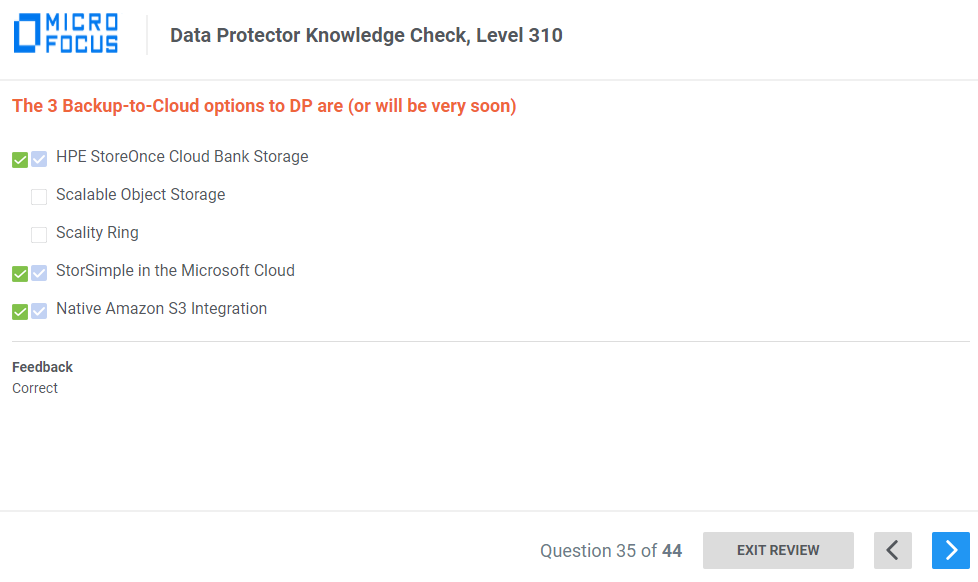 MICRO
FOCUS
Data Protector Knowledge Check, Level 310
The 3 Backup-to-Cloud options to DP are (or will be very soon)
HPE StoreOnce Cloud Bank Storage
Scalable Object Storage
Scality Ring
StorSimple in the Microsoft Cloud
Native Amazon S3 Integration
Feedback
Correct
Question 35 of 44
EXIT REVIEW